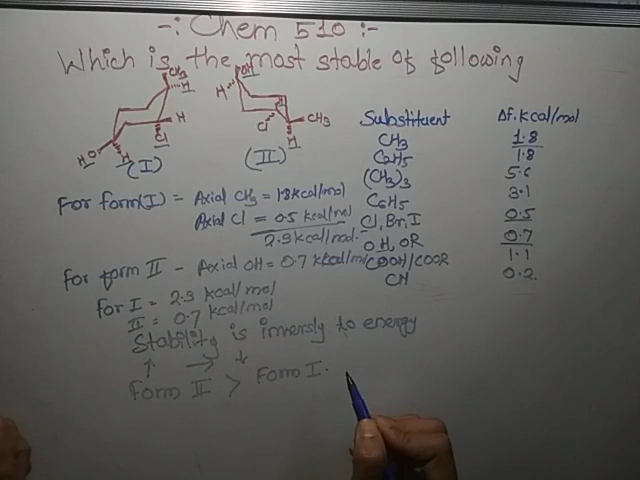 -: Chem 510 :-
Which is the most stable of following
CH3
H
H
Cl
HO
H
(I)
OH
H
H
Cl
CH3
H
(II)
Substituent Δf. kcal/mol
CH3 1.8
C2H5 1.8
(CH3)3 5.6
C6H5 3.1
Cl, Br, I 0.5
OH, OR 0.7
COOH/COOR 1.1
CH 0.2
For form(I) = Axial CH3 = 1.8 kcal/mol
Axial Cl = 0.5 kcal/mol
2.9 kcal/mol.
for form II - Axial OH = 0.7 kcal/mol
for I = 2.9 kcal/mol
II = 0.7 kcal/mol
Stability is inversly to energy
↑ → ↓
form II > form I.